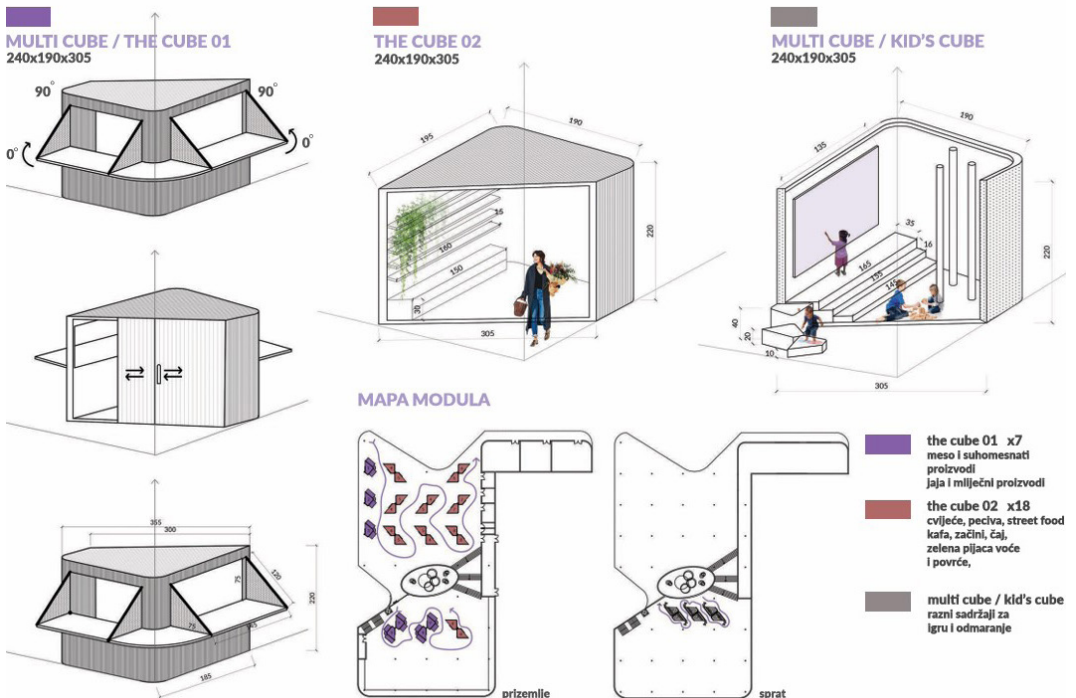 MULTI CUBE / THE CUBE 01
240x190x305
90°
90°
0°
0°
355
300
75
120
220
75
185
THE CUBE 02
240x190x305
195
190
15
160
150
30
220
305
MULTI CUBE / KID'S CUBE
240x190x305
135
190
35
16
165
155
145
220
40
20
10
305
MAPA MODULA
prizemlje
sprat
the cube 01 x7
meso i suhomesnati
proizvodi
jaja i mliječni proizvodi
the cube 02 x18
cvijeće, peciva, street food
kafa, začini, čaj,
zelena pijaca voće
i povrće,
multi cube / kid's cube
razni sadržaji za
igru i odmaranje